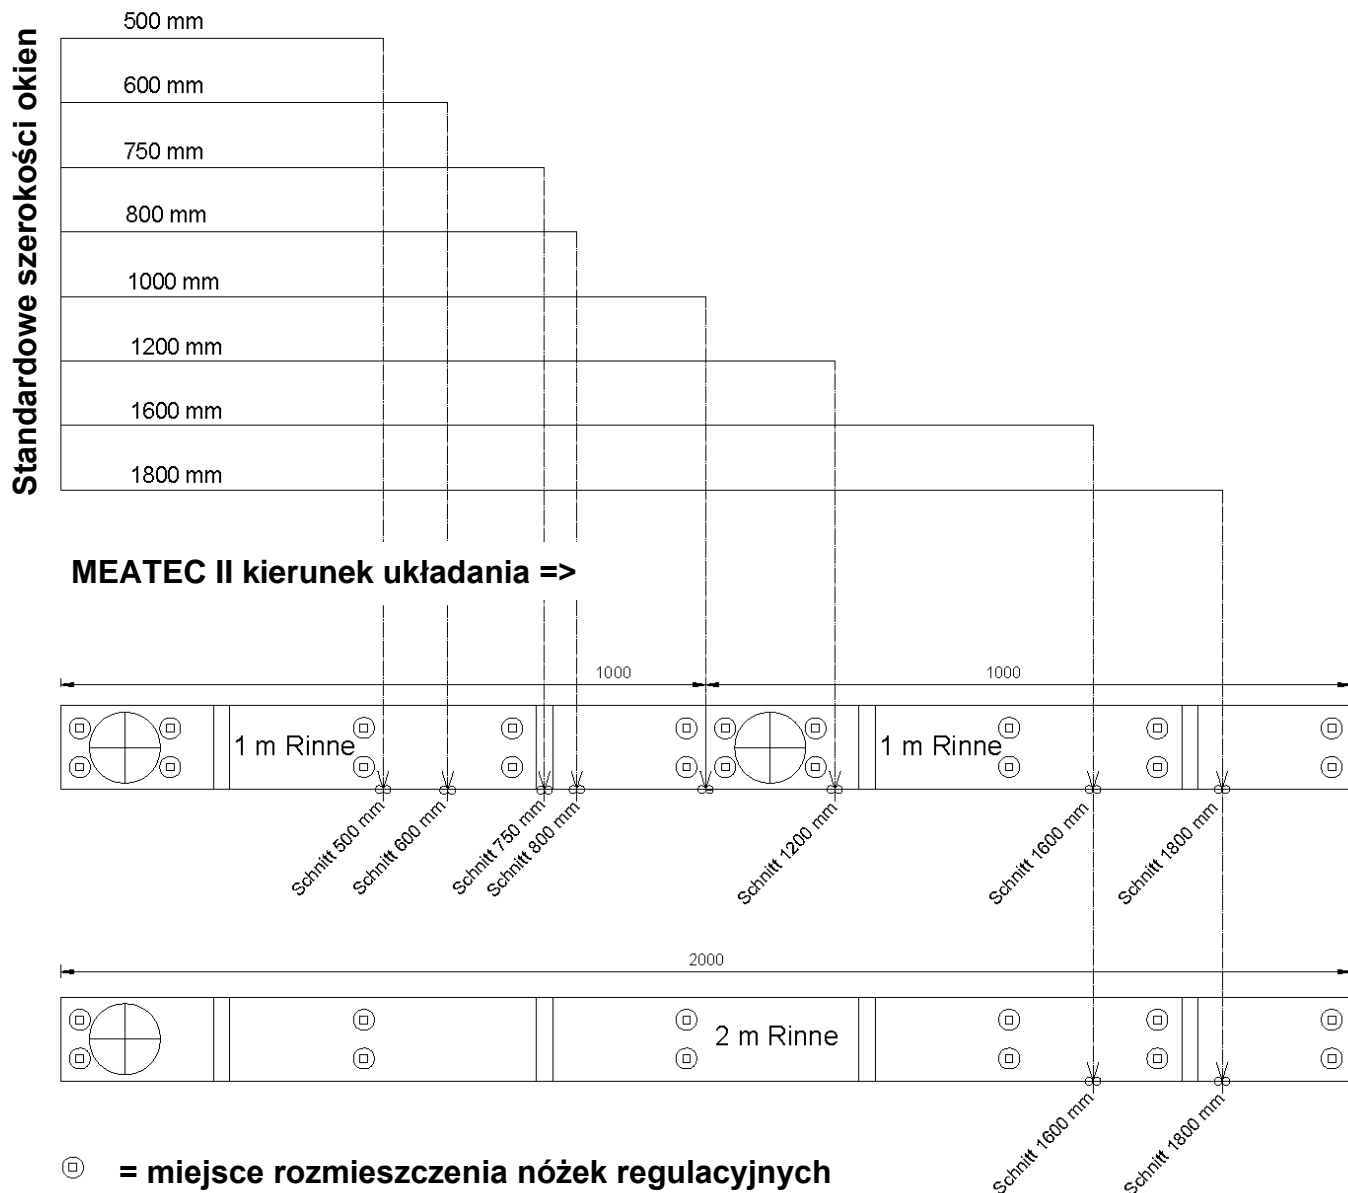 Standardowe szerokości okien
500 mm
600 mm
750 mm
800 mm
1000 mm
1200 mm
1600 mm
1800 mm
MEATEC II kierunek układania =>
1000
1000
1 m Rinne
1 m Rinne
Schnitt 500 mm
Schnitt 600 mm
Schnitt 750 mm
Schnitt 800 mm
Schnitt 1200 mm
Schnitt 1600 mm
Schnitt 1800 mm
2000
2 m Rinne
Schnitt 1600 mm
Schnitt 1800 mm
= miejsce rozmieszczenia nóżek regulacyjnych